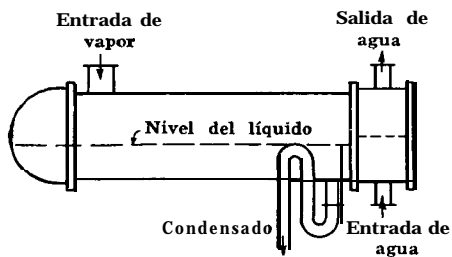 Entrada de
vapor
Salida de
agua
Nivel del líquido
Condensado
Entrada de
agua